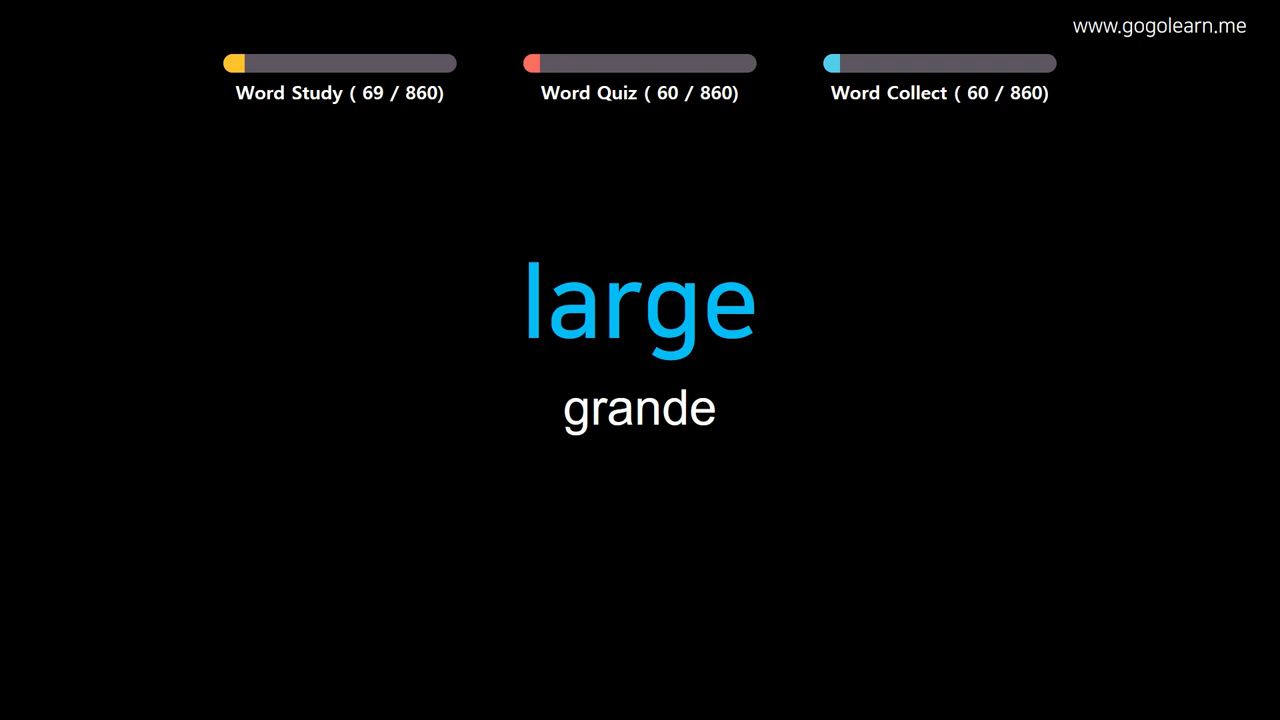 www.gogolearn.me
Word Study ( 69 / 860)
Word Quiz ( 60 / 860)
Word Collect ( 60 / 860)
large
grande